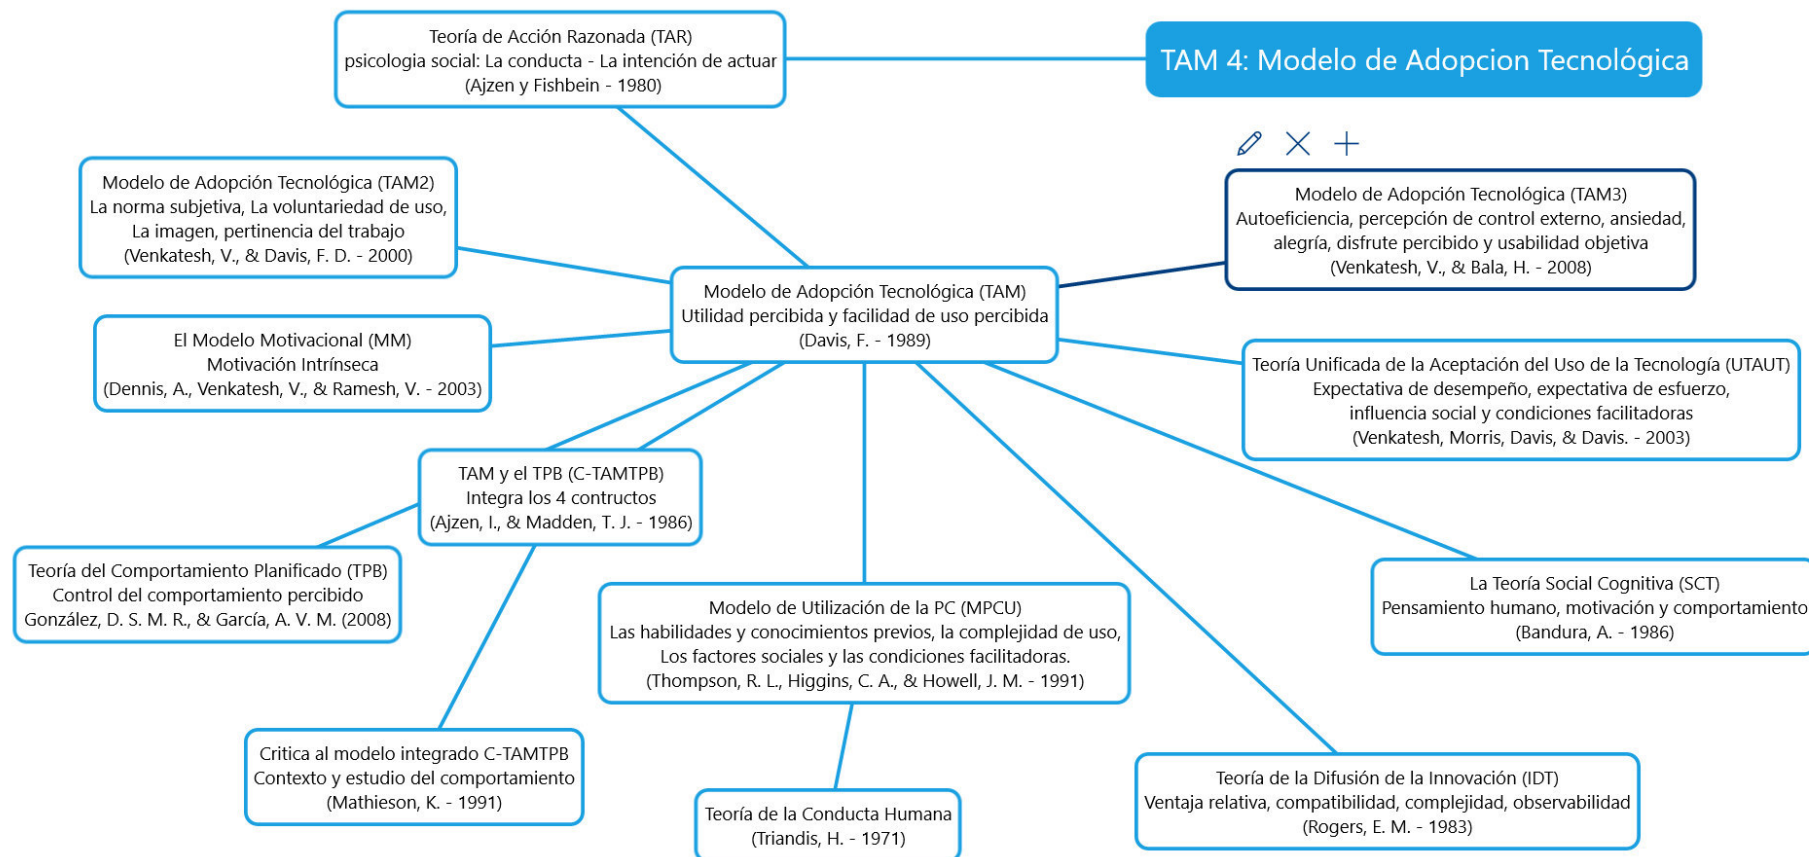 Teoría de Acción Razonada (TAR)
psicologia social: La conducta - La intención de actuar
(Ajzen y Fishbein - 1980)
TAM 4: Modelo de Adopcion Tecnológica
Modelo de Adopción Tecnológica (TAM2)
La norma subjetiva, La voluntariedad de uso,
La imagen, pertinencia del trabajo
(Venkatesh, V., & Davis, F. D. - 2000)
Modelo de Adopción Tecnológica (TAM3)
Autoeficiencia, percepción de control externo, ansiedad,
alegría, disfrute percibido y usabilidad objetiva
(Venkatesh, V., & Bala, H. - 2008)
Modelo de Adopción Tecnológica (TAM)
Utilidad percibida y facilidad de uso percibida
(Davis, F. - 1989)
El Modelo Motivacional (MM)
Motivación Intrínseca
(Dennis, A., Venkatesh, V., & Ramesh, V. - 2003)
Teoría Unificada de la Aceptación del Uso de la Tecnología (UTAUT)
Expectativa de desempeño, expectativa de esfuerzo,
influencia social y condiciones facilitadoras
(Venkatesh, Morris, Davis, & Davis. - 2003)
TAM y el TPB (C-TAMTPB)
Integra los 4 contructos
(Ajzen, I., & Madden, T. J. - 1986)
Teoría del Comportamiento Planificado (TPB)
Control del comportamiento percibido
González, D. S. M. R., & García, A. V. M. (2008)
Modelo de Utilización de la PC (MPCU)
Las habilidades y conocimientos previos, la complejidad de uso,
Los factores sociales y las condiciones facilitadoras.
(Thompson, R. L., Higgins, C. A., & Howell, J. M. - 1991)
La Teoría Social Cognitiva (SCT)
Pensamiento humano, motivación y comportamiento
(Bandura, A. - 1986)
Critica al modelo integrado C-TAMTPB
Contexto y estudio del comportamiento
(Mathieson, K. - 1991)
Teoría de la Conducta Humana
(Triandis, H. - 1971)
Teoría de la Difusión de la Innovación (IDT)
Ventaja relativa, compatibilidad, complejidad, observabilidad
(Rogers, E. M. - 1983)